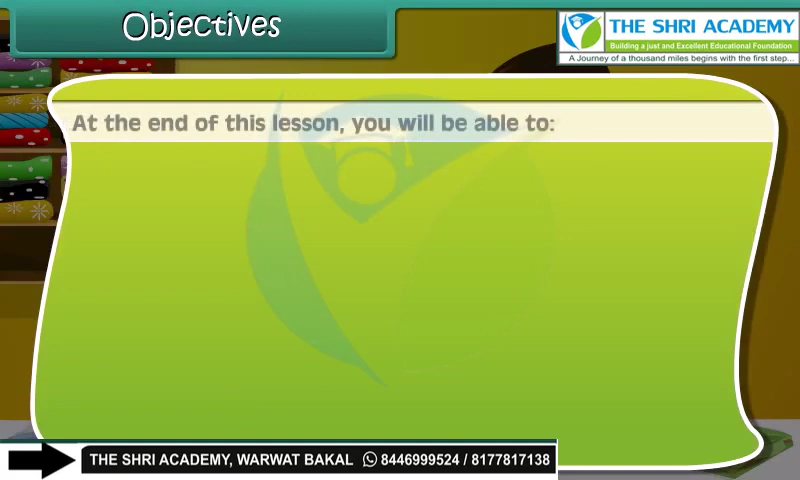 Objectives
THE SHRI ACADEMY
Building a just and Excellent Educational Foundation
A Journey of a thousand miles begins with the first step...
At the end of this lesson, you will be able to:
THE SHRI ACADEMY, WARWAT BAKAL 8446999524 / 8177817138